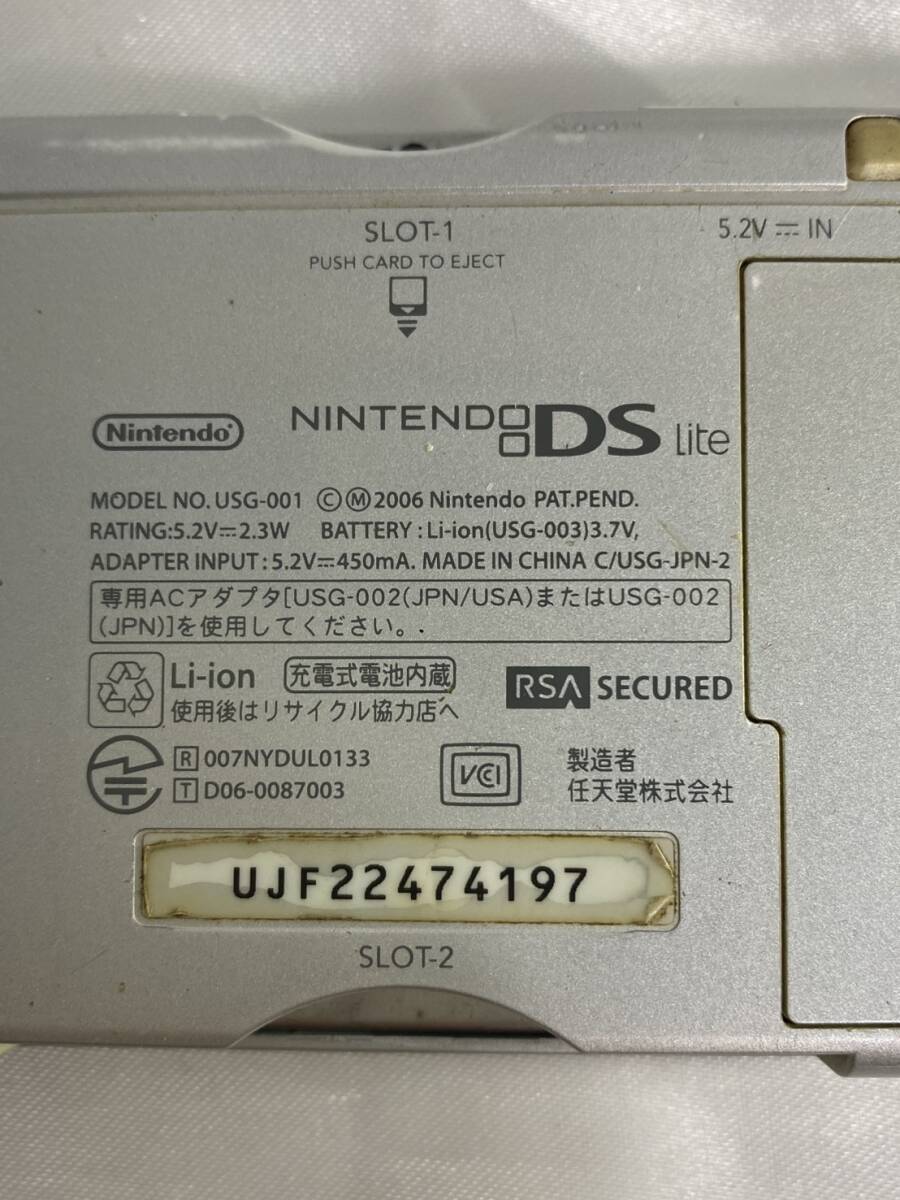 SLOT-1
5.2V⎓IN
PUSH CARD TO EJECT
Nintendo
NINTENDO DS Lite
MODEL NO. USG-001 ©Ⓜ2006 Nintendo PAT.PEND.
RATING:5.2V⎓2.3W BATTERY : Li-ion(USG-003)3.7V,
ADAPTER INPUT : 5.2V⎓450mA. MADE IN CHINA C/USG-JPN-2
専用ACアダプタ[USG-002(JPN/USA)またはUSG-002
(JPN)]を使用してください。
Li-ion 充電式電池内蔵
使用後はリサイクル協力店へ
RSA SECURED
R 007NYDUL0133
T D06-0087003
VCCI
製造者
任天堂株式会社
UJF22474197
SLOT-2